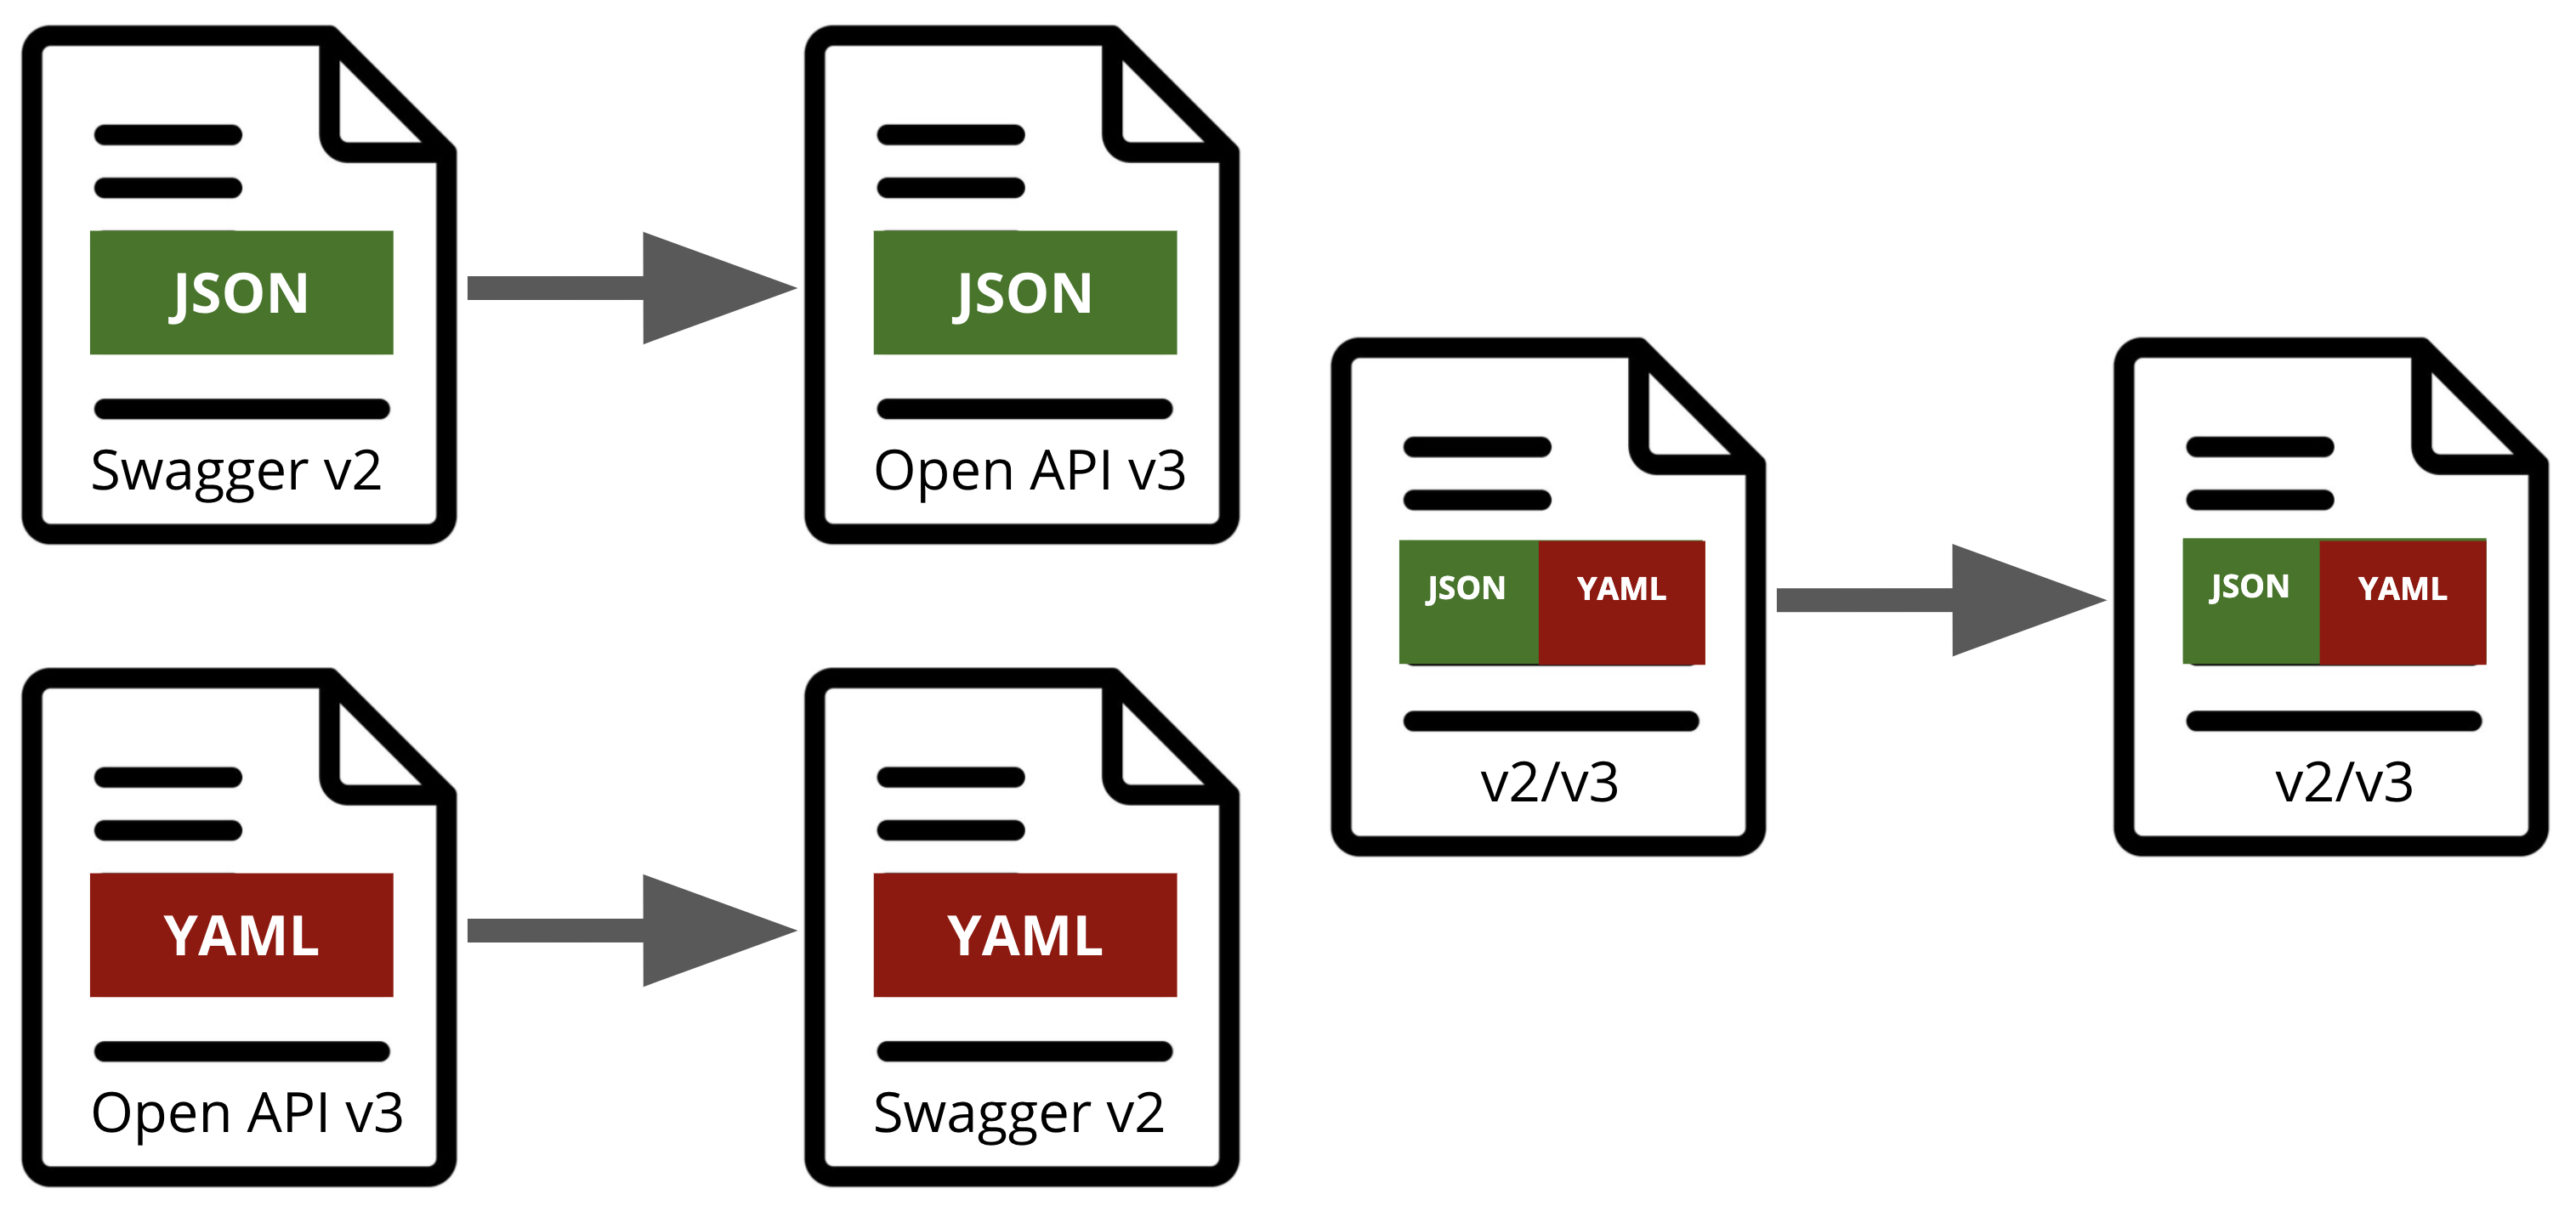 JSON
Swagger v2
JSON
Open API v3
YAML
Open API v3
YAML
Swagger v2
JSON YAML
v2/v3
JSON YAML
v2/v3